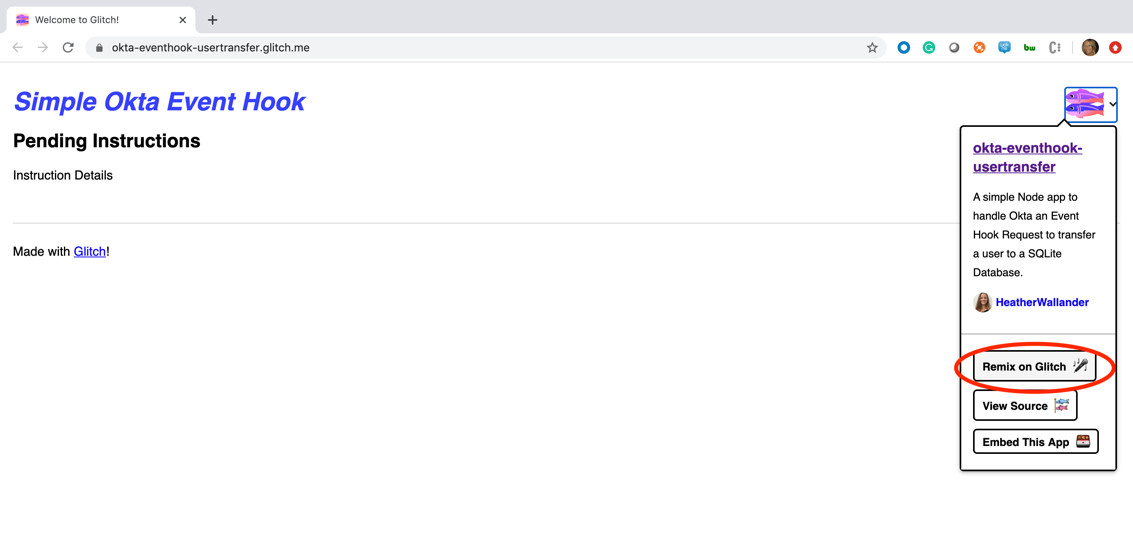 Welcome to Glitch!
okta-eventhook-usertransfer.glitch.me
bw
Simple Okta Event Hook
Pending Instructions
Instruction Details
Made with Glitch!
okta-eventhook-
usertransfer
A simple Node app to
handle Okta an Event
Hook Request to transfer
a user to a SQLite
Database.
HeatherWallander
Remix on Glitch
View Source
Embed This App